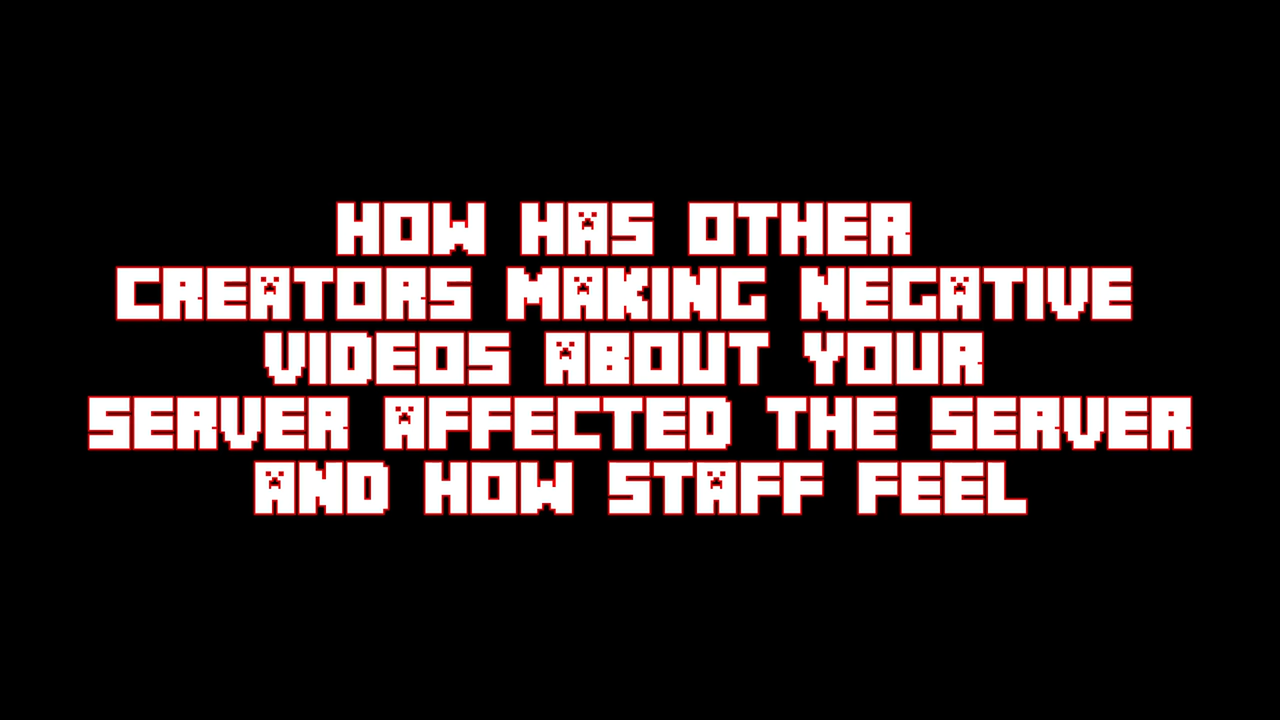 HOW HAS OTHER
CREATORS MAKING NEGATIVE
VIDEOS ABOUT YOUR
SERVER AFFECTED THE SERVER
AND HOW STAFF FEEL